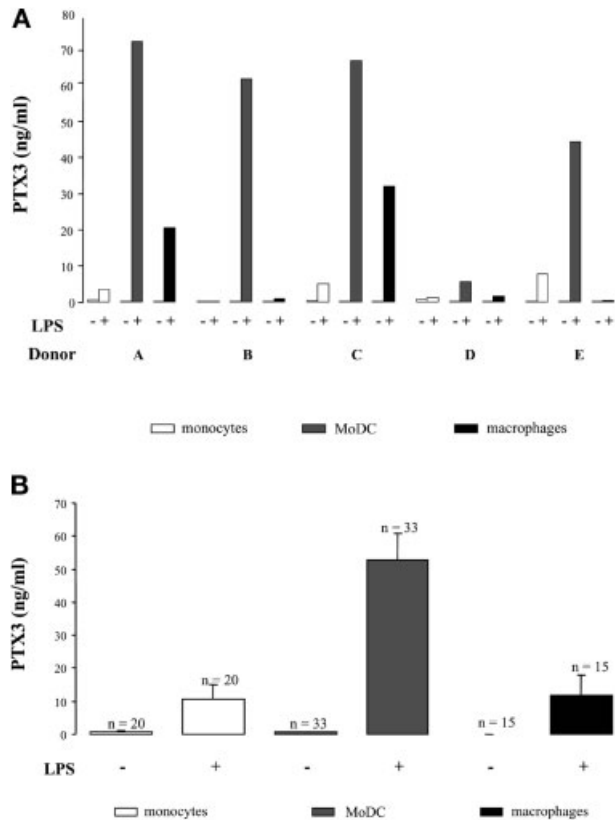 A
PTX3 (ng/ml)
80
70
60
50
40
30
20
10
0
LPS - + - + - + - + - + - + - + - + - + - + - + - + - + - + - +
Donor A B C D E
monocytes MoDC macrophages
B
PTX3 (ng/ml)
70
60
50
40
30
20
10
0
n = 20 n = 20 n = 33 n = 33 n = 15 n = 15
LPS - + - + - +
monocytes MoDC macrophages